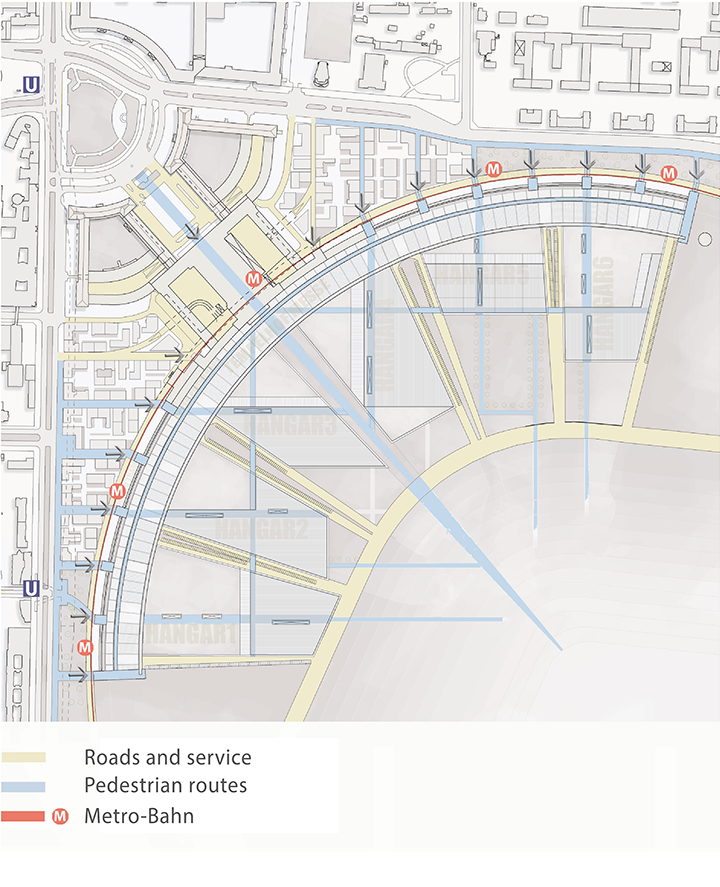 U
M
M
M
HANGAR5
HANGAR6
HANGAR4
HANGAR3
M
HANGAR2
U
HANGAR1
M
Roads and service
Pedestrian routes
M Metro-Bahn